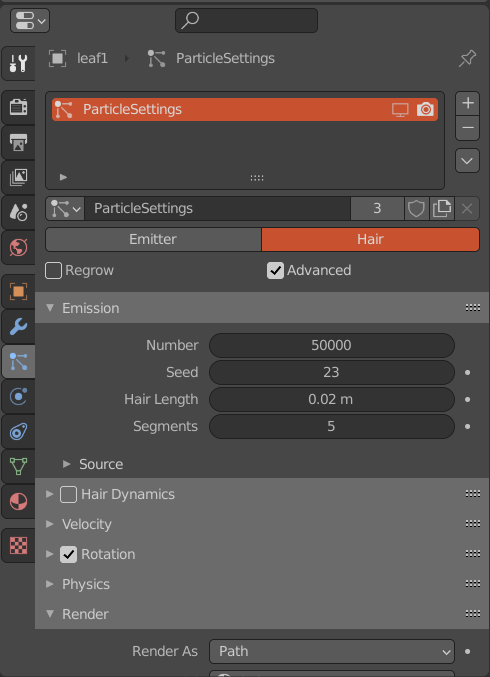 leaf1 ParticleSettings
ParticleSettings
ParticleSettings 3
Emitter Hair
Regrow Advanced
Emission
Number 50000
Seed 23
Hair Length 0.02 m
Segments 5
Source
Hair Dynamics
Velocity
Rotation
Physics
Render
Render As Path